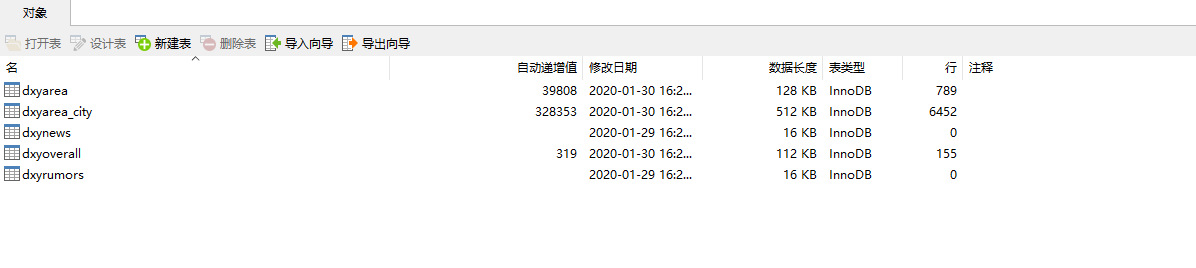 对象
打开表 设计表 新建表 删除表 导入向导 导出向导
名 自动递增值 修改日期 数据长度 表类型 行 注释
dxyarea 39808 2020-01-30 16:2... 128 KB InnoDB 789
dxyarea_city 328353 2020-01-30 16:2... 512 KB InnoDB 6452
dxynews 2020-01-29 16:2... 16 KB InnoDB 0
dxyoverall 319 2020-01-30 16:2... 112 KB InnoDB 155
dxyrumors 2020-01-29 16:2... 16 KB InnoDB 0